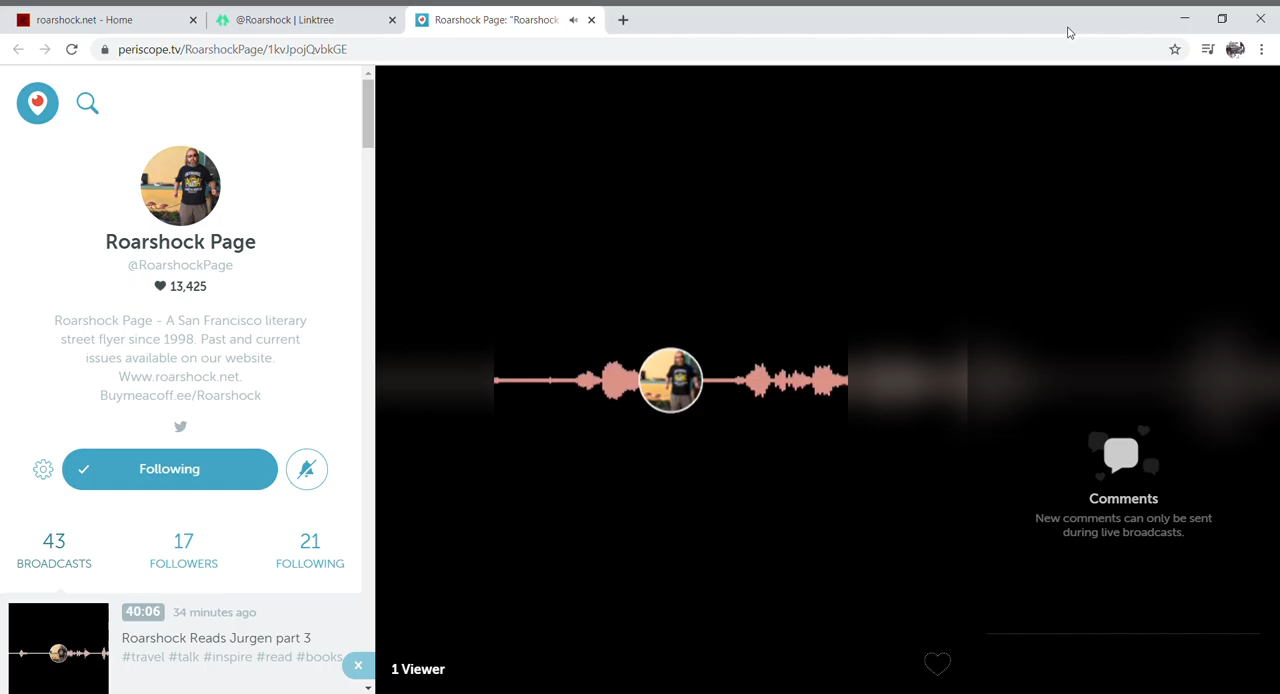 roarshock.net - Home
@Roarshock | Linktree
Roarshock Page: "Roarshock
periscope.tv/RoarshockPage/1kvJpojQvbkGE
Roarshock Page
@RoarshockPage
13,425
Roarshock Page - A San Francisco literary
street flyer since 1998. Past and current
issues available on our website.
Www.roarshock.net.
Buymeacoff.ee/Roarshock
Following
43
BROADCASTS
17
FOLLOWERS
21
FOLLOWING
40:06 34 minutes ago
Roarshock Reads Jurgen part 3
#travel #talk #inspire #read #books
1 Viewer
Comments
New comments can only be sent
during live broadcasts.